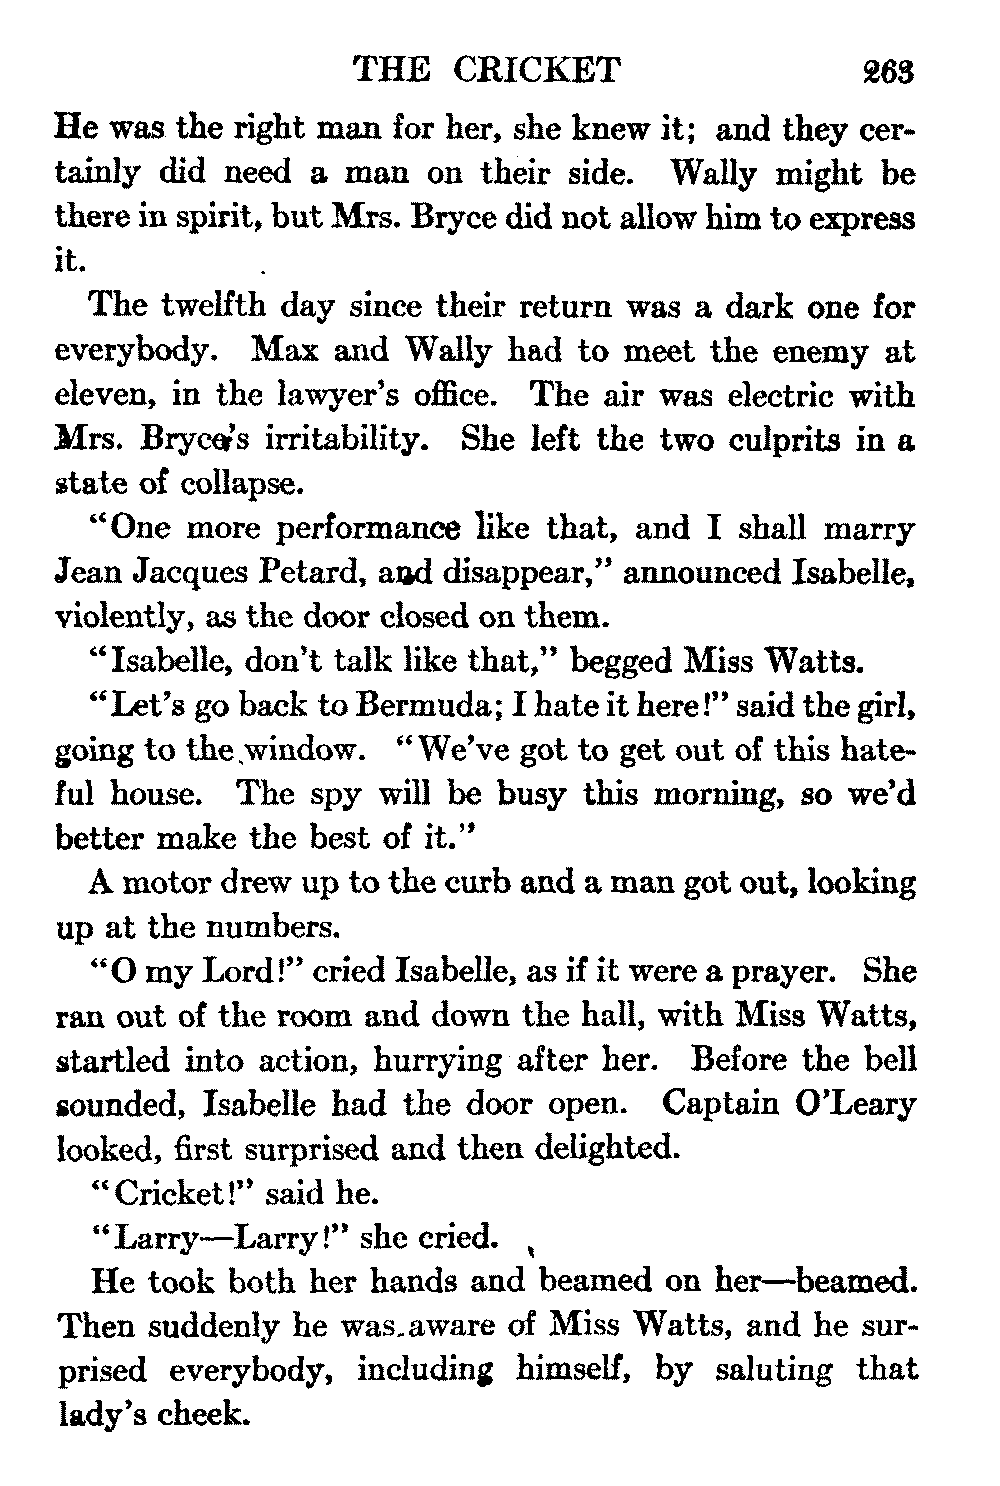 THE CRICKET 263
He was the right man for her, she knew it; and they cer-
tainly did need a man on their side. Wally might be
there in spirit, but Mrs. Bryce did not allow him to express
it.
The twelfth day since their return was a dark one for
everybody. Max and Wally had to meet the enemy at
eleven, in the lawyer's office. The air was electric with
Mrs. Bryce's irritability. She left the two culprits in a
state of collapse.
“One more performance like that, and I shall marry
Jean Jacques Petard, and disappear,” announced Isabelle,
violently, as the door closed on them.
“Isabelle, don't talk like that,” begged Miss Watts.
“Let's go back to Bermuda; I hate it here!” said the girl,
going to the window. “We've got to get out of this hate-
ful house. The spy will be busy this morning, so we'd
better make the best of it.”
A motor drew up to the curb and a man got out, looking
up at the numbers.
“O my Lord!” cried Isabelle, as if it were a prayer. She
ran out of the room and down the hall, with Miss Watts,
startled into action, hurrying after her. Before the bell
sounded, Isabelle had the door open. Captain O'Leary
looked, first surprised and then delighted.
“Cricket!” said he.
“Larry—Larry!” she cried.
He took both her hands and beamed on her—beamed.
Then suddenly he was aware of Miss Watts, and he sur-
prised everybody, including himself, by saluting that
lady's cheek.